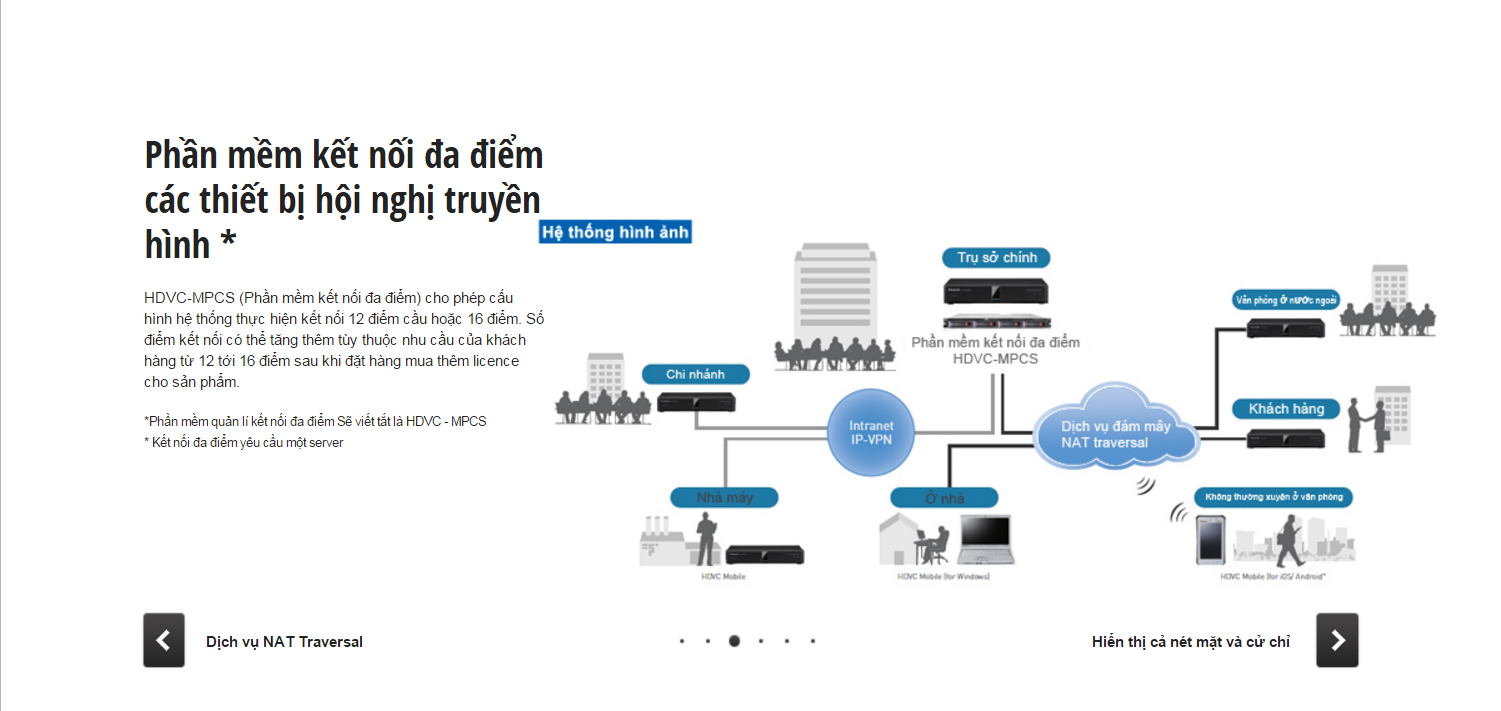 Phần mềm kết nối đa điểm
các thiết bị hội nghị truyền
hình *
HDVC-MPCS (Phần mềm kết nối đa điểm) cho phép cấu
hình hệ thống thực hiện kết nối 12 điểm cầu hoặc 16 điểm. Số
điểm kết nối có thể tăng thêm tùy thuộc nhu cầu của khách
hàng từ 12 tới 16 điểm sau khi đặt hàng mua thêm licence
cho sản phẩm.
*Phần mềm quản lí kết nối đa điểm Sẽ viết tắt là HDVC - MPCS
* Kết nối đa điểm yêu cầu một server
Hệ thống hình ảnh
Trụ sở chính
Phần mềm kết nối đa điểm
HDVC-MPCS
Văn phòng Ở nước ngoài
Chi nhánh
Khách hàng
Intranet
IP-VPN
Dịch vụ đám mây
NAT traversal
Nhà máy
Ở nhà
Không thường xuyên ở văn phòng
HDVC Mobile
HDVC Mobile (for Windows)
HDVC Mobile (for iOS/ Android™
Dịch vụ NAT Traversal
Hiển thị cả nét mặt và cử chỉ